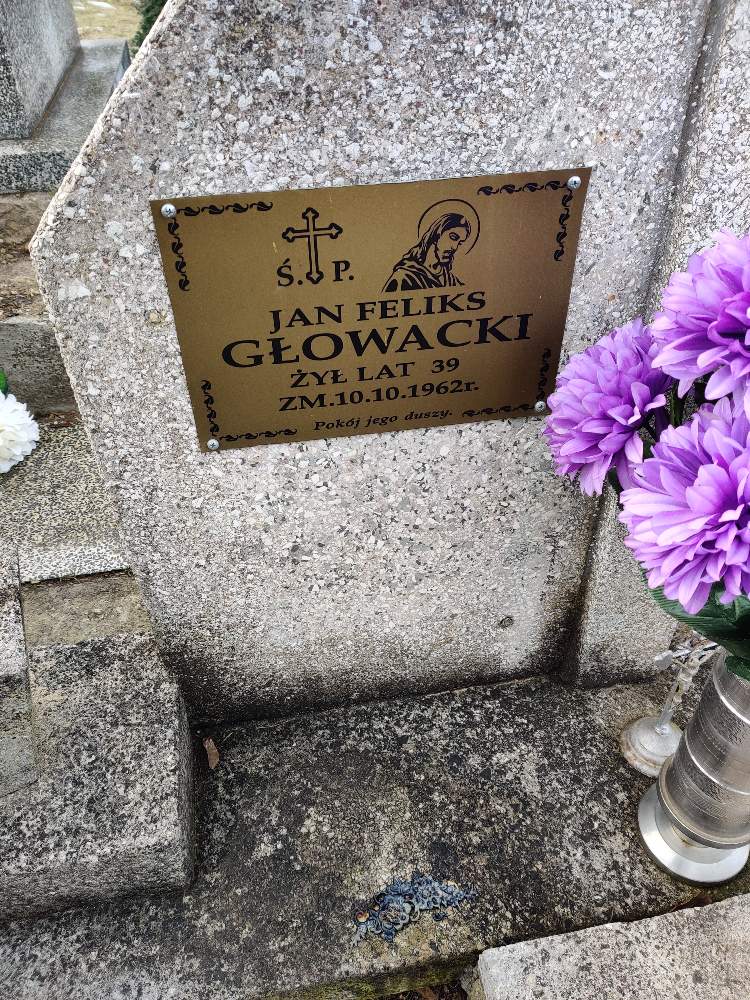 Ś. P.
JAN FELIKS
GŁOWACKI
ŻYŁ LAT 39
ZM.10.10.1962r.
Pokój jego duszy.